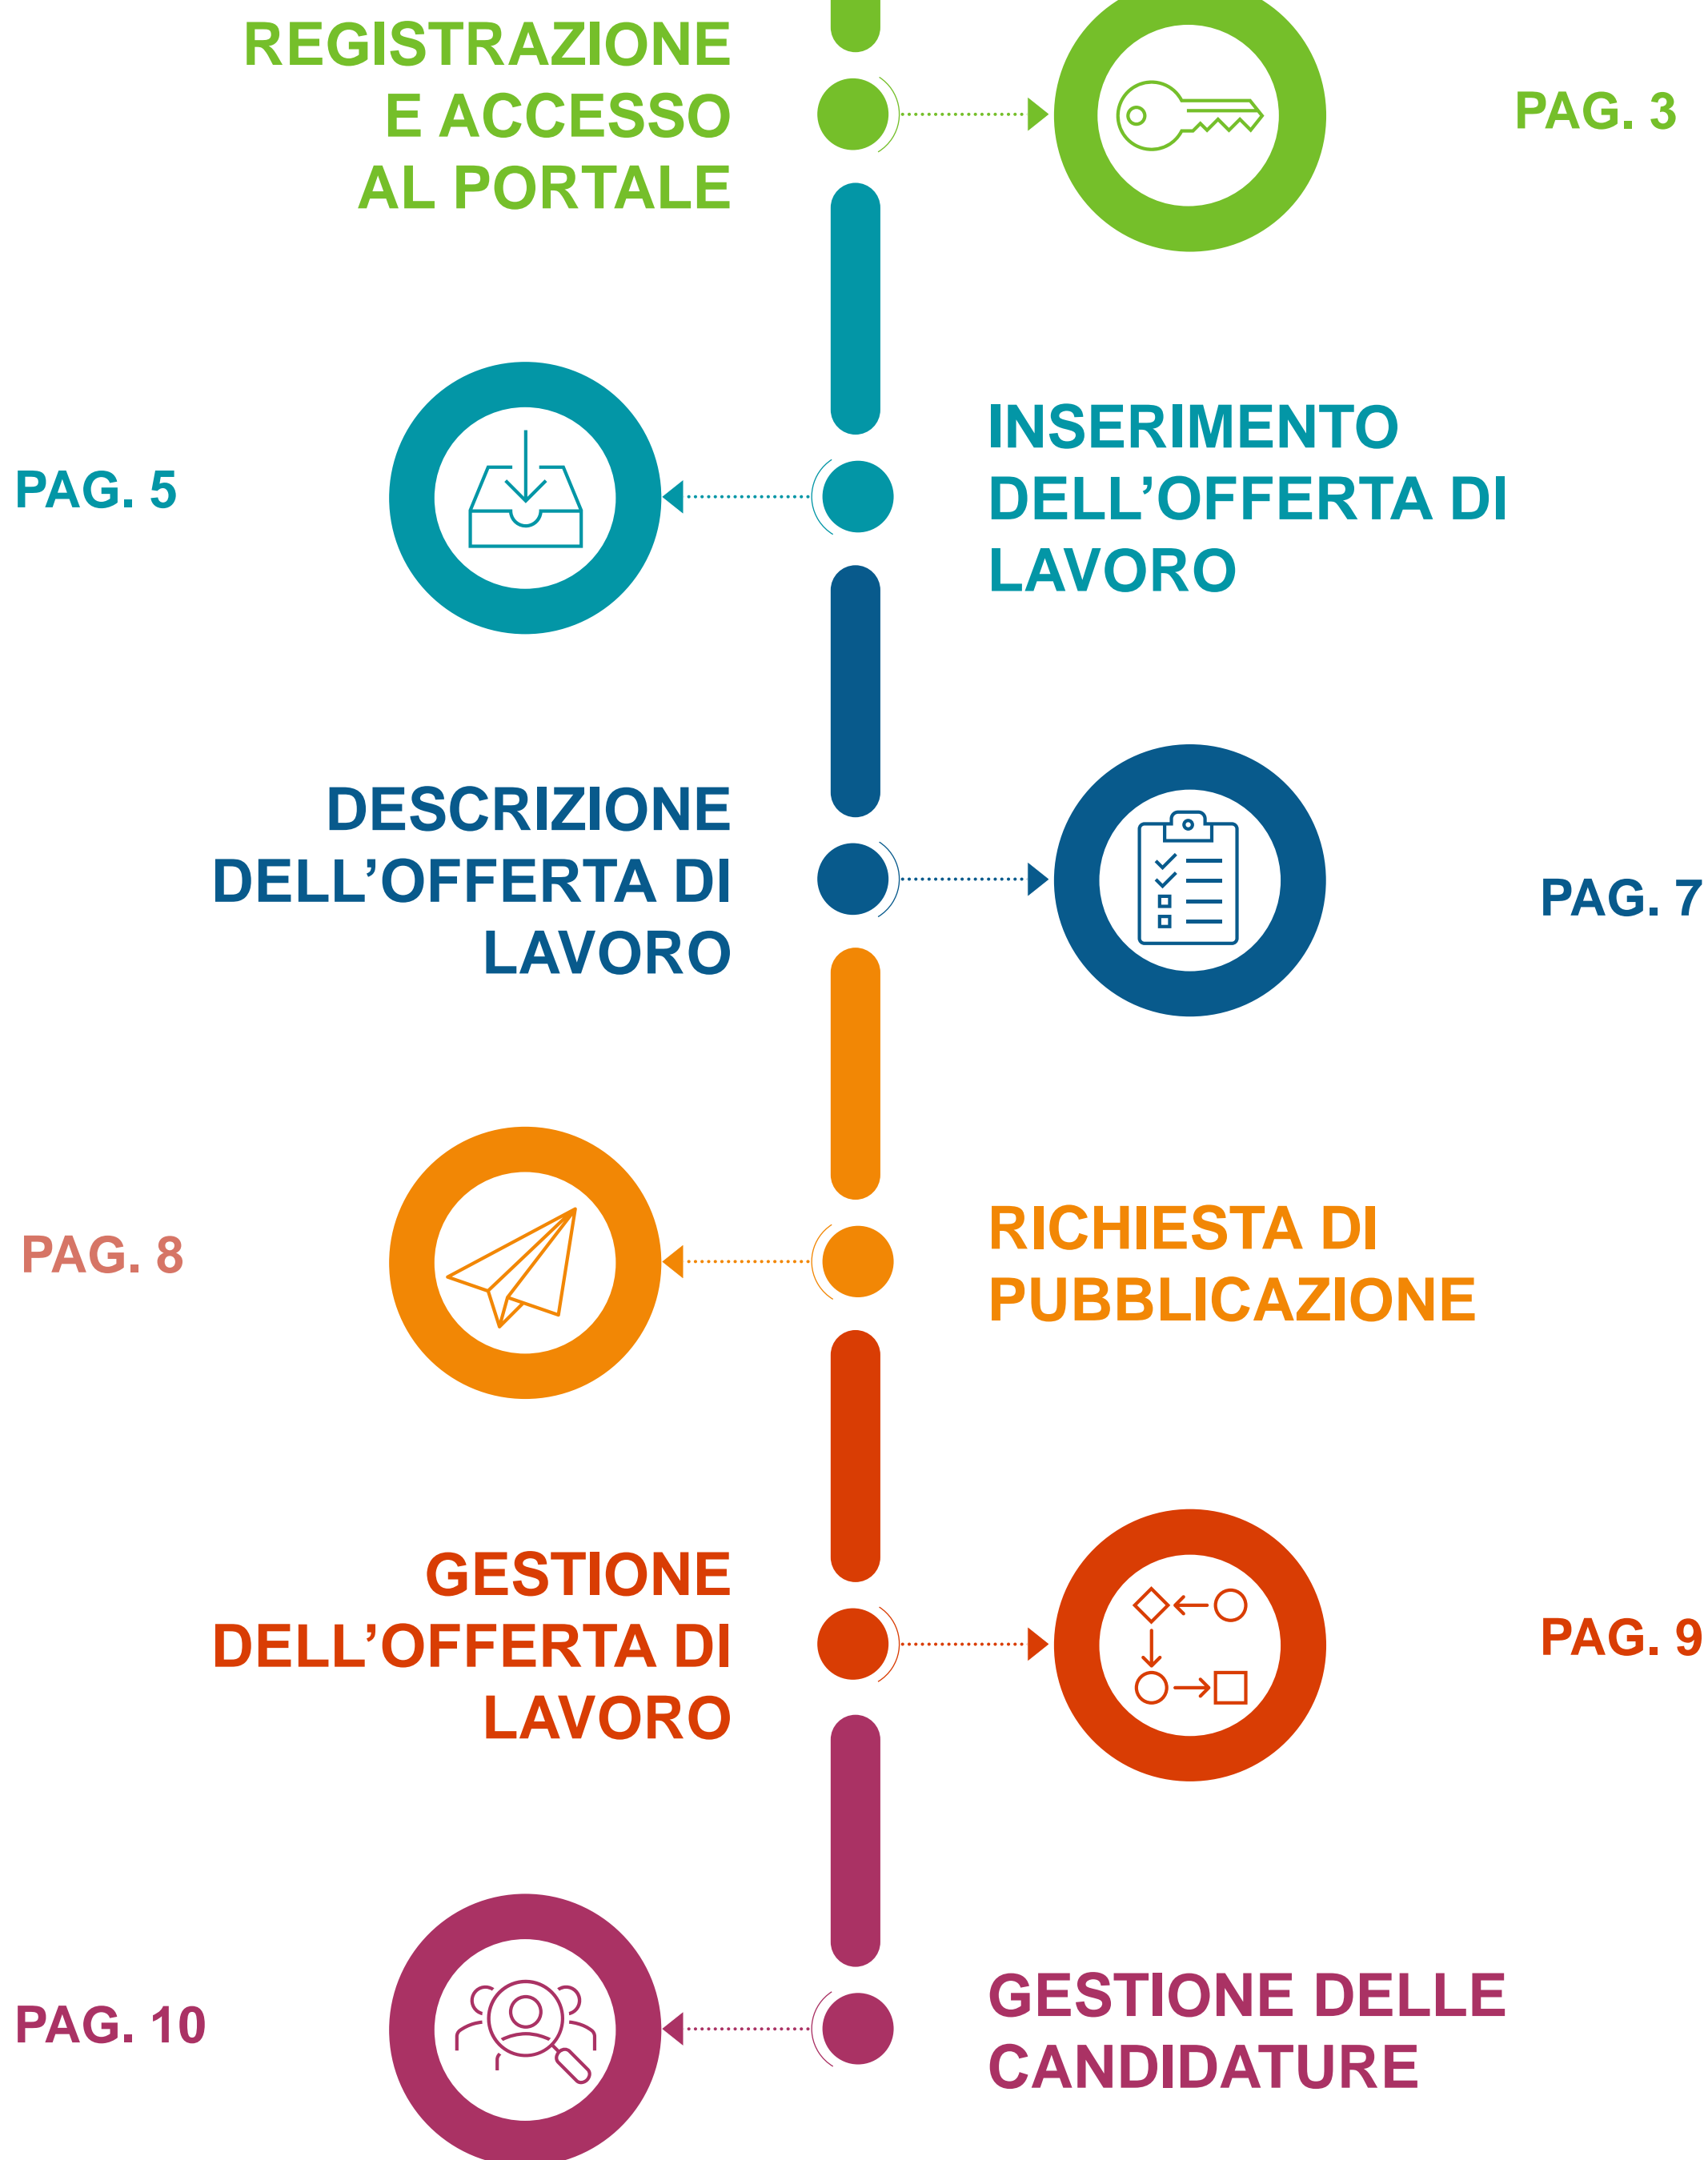 REGISTRAZIONE
E ACCESSO
AL PORTALE
PAG. 3
PAG. 5
INSERIMENTO
DELL’OFFERTA DI
LAVORO
DESCRIZIONE
DELL’OFFERTA DI
LAVORO
PAG. 7
PAG. 8
RICHIESTA DI
PUBBLICAZIONE
GESTIONE
DELL’OFFERTA DI
LAVORO
PAG. 9
PAG. 10
GESTIONE DELLE
CANDIDATURE